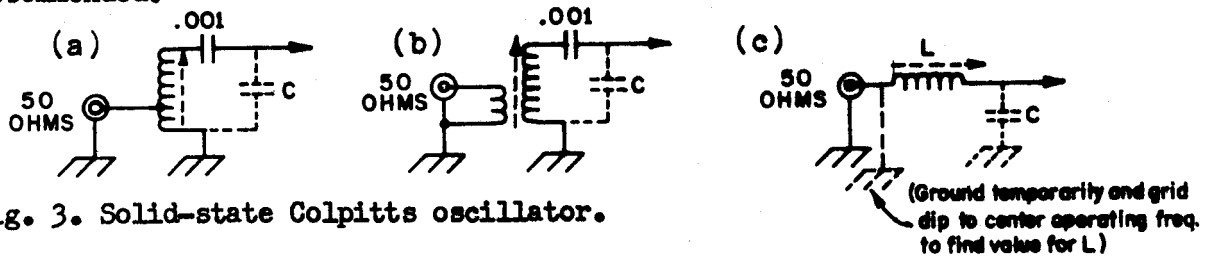 .001
(a)
50
OHMS
C
.001
(b)
50
OHMS
C
(c)
L
50
OHMS
C
(Ground temporarily and grid
dip to center operating freq.
to find value for L)
g. 3. Solid-state Colpitts oscillator.